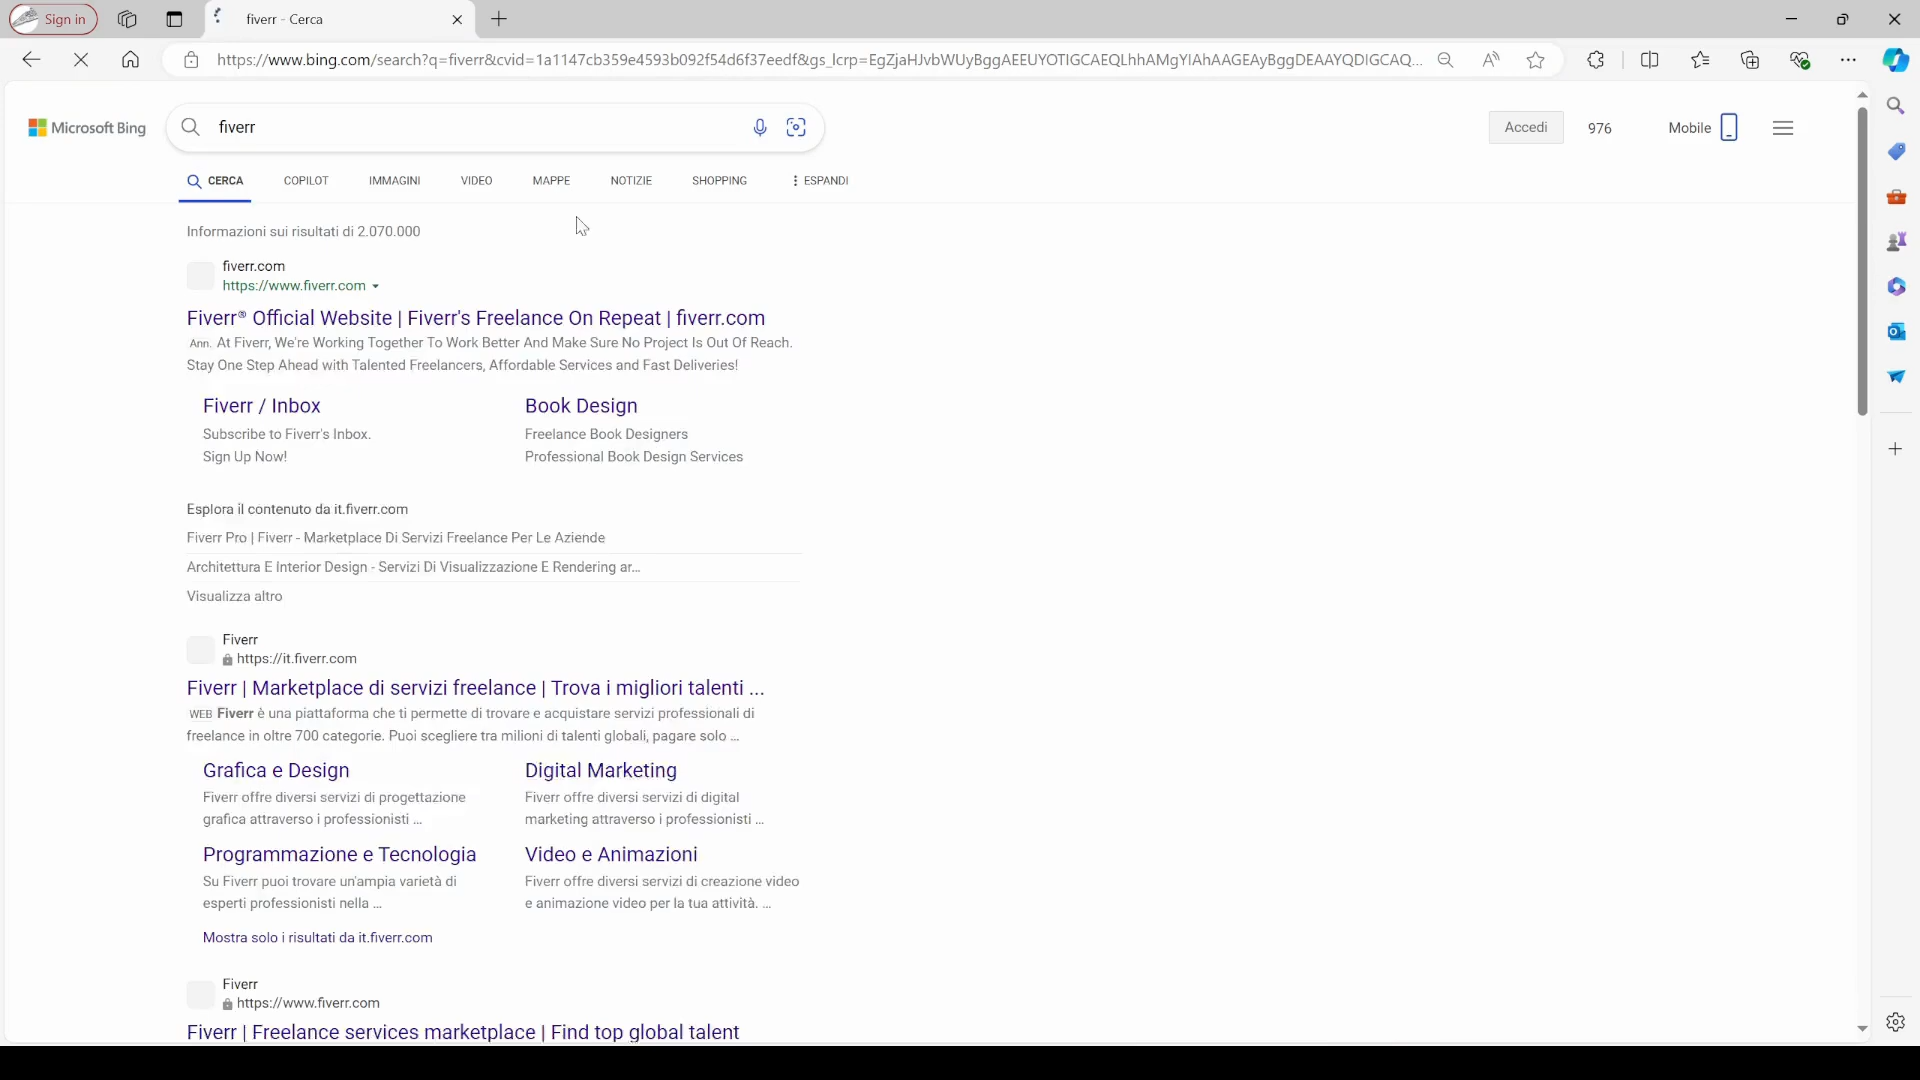 Sign in
fiverr - Cerca
https://www.bing.com/search?q=fiverr&cvid=1a1147cb359e4593b092f54d6f37eedf&gs_lcrp=EgZjaHJvbWUyBggAEEUYOTIGCAEQLhhAMgYIAhAAGEAyBggDEAAYQDIGCAQ...
Microsoft Bing
fiverr
Accedi
976
Mobile
CERCA
COPILOT
IMMAGINI
VIDEO
MAPPE
NOTIZIE
SHOPPING
ESPANDI
Informazioni sui risultati di 2.070.000
fiverr.com
https://www.fiverr.com
Fiverr® Official Website | Fiverr's Freelance On Repeat | fiverr.com
Ann. At Fiverr, We're Working Together To Work Better And Make Sure No Project Is Out Of Reach.
Stay One Step Ahead with Talented Freelancers, Affordable Services and Fast Deliveries!
Fiverr / Inbox
Subscribe to Fiverr's Inbox.
Sign Up Now!
Book Design
Freelance Book Designers
Professional Book Design Services
Esplora il contenuto da it.fiverr.com
Fiverr Pro | Fiverr - Marketplace Di Servizi Freelance Per Le Aziende
Architettura E Interior Design - Servizi Di Visualizzazione E Rendering ar...
Visualizza altro
Fiverr
https://it.fiverr.com
Fiverr | Marketplace di servizi freelance | Trova i migliori talenti ...
WEB Fiverr è una piattaforma che ti permette di trovare e acquistare servizi professionali di
freelance in oltre 700 categorie. Puoi scegliere tra milioni di talenti globali, pagare solo ...
Grafica e Design
Fiverr offre diversi servizi di progettazione
grafica attraverso i professionisti ...
Digital Marketing
Fiverr offre diversi servizi di digital
marketing attraverso i professionisti ...
Programmazione e Tecnologia
Su Fiverr puoi trovare un'ampia varietà di
esperti professionisti nella ...
Video e Animazioni
Fiverr offre diversi servizi di creazione video
e animazione video per la tua attività. ...
Mostra solo i risultati da it.fiverr.com
Fiverr
https://www.fiverr.com
Fiverr | Freelance services marketplace | Find top global talent